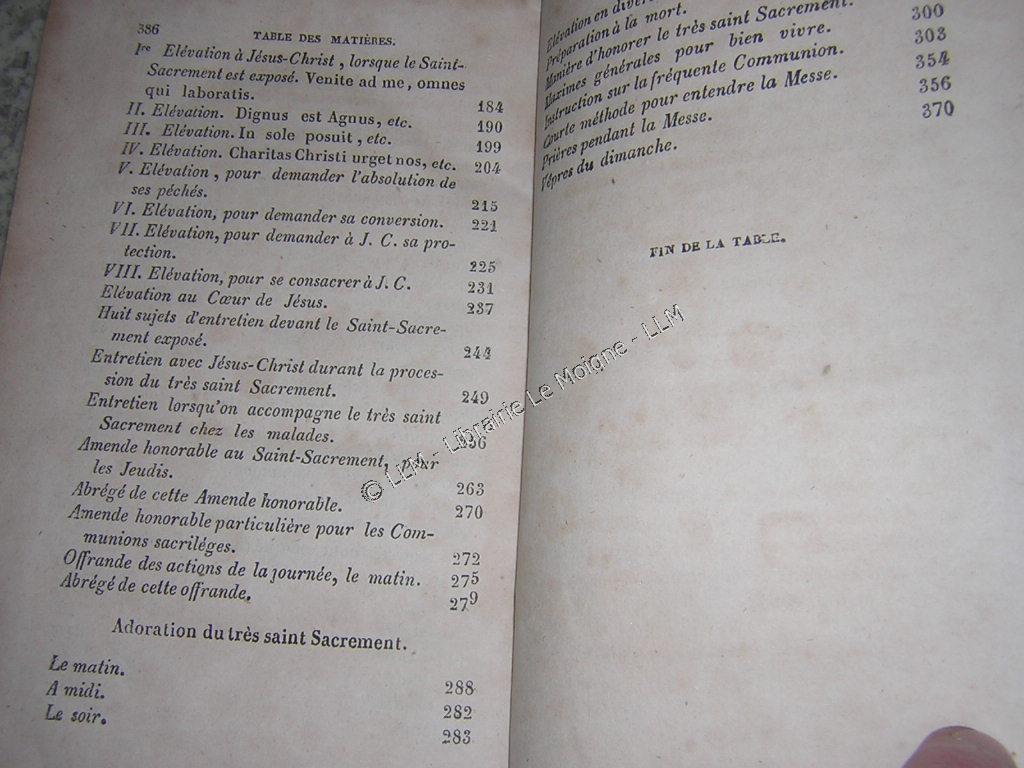 386
TABLE DES MATIÈRES.
Ire Elévation à Jésus-Christ, lorsque le Saint-
Sacrement est exposé. Venite ad me, omnes
qui laboratis. 184
II. Elévation. Dignus est Agnus, etc. 190
III. Elévation. In sole posuit, etc. 199
IV. Elévation. Charitas Christi urget nos, etc. 204
V. Elévation, pour demander l'absolution de
ses péchés. 215
VI. Elévation, pour demander sa conversion. 221
VII. Elévation, pour demander à J. C. sa pro-
tection. 225
VIII. Elévation, pour se consacrer à J. C. 231
Elévation au Cœur de Jésus. 237
Huit sujets d'entretien devant le Saint-Sacre-
ment exposé. 244
Entretien avec Jésus-Christ durant la proces-
sion du très saint Sacrement. 249
Entretien lorsqu'on accompagne le très saint
Sacrement chez les malades. 256
Amende honorable au Saint-Sacrement, pour
les Jeudis. 263
Abrégé de cette Amende honorable. 270
Amende honorable particulière pour les Com-
munions sacriléges. 272
Offrande des actions de la journée, le matin. 275
Abrégé de cette offrande. 279
Adoration du très saint Sacrement.
Le matin. 288
A midi. 282
Le soir. 283
Elévation en
Préparation à la mort.
Manière d'honorer le très saint Sacrement.
Maximes générales pour bien vivre. 300
Instruction sur la fréquente Communion. 303
Courte méthode pour entendre la Messe. 354
Prières pendant la Messe. 356
Vêpres du dimanche. 370
FIN DE LA TABLE.
© LLM - Librairie Le Moigne - LLM